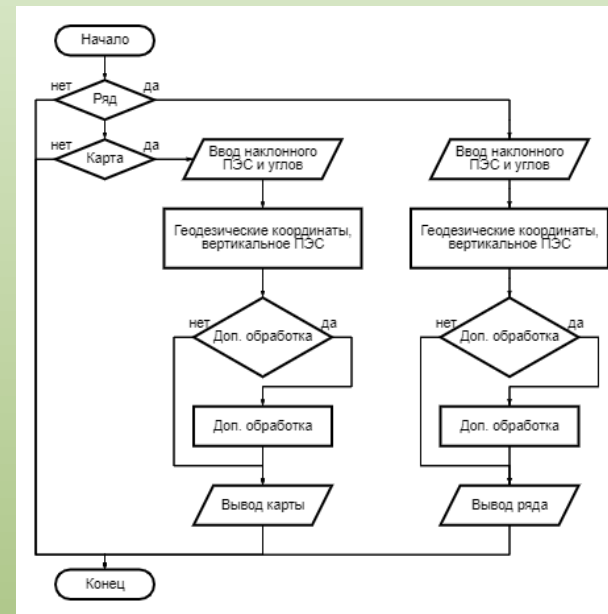 Начало
нет
да
Ряд
нет
да
Карта
Ввод наклонного
ПЭС и углов
Ввод наклонного
ПЭС и углов
Геодезические координаты,
вертикальное ПЭС
Геодезические координаты,
вертикальное ПЭС
нет
да
Доп. обработка
нет
да
Доп. обработка
Доп. обработка
Доп. обработка
Вывод карты
Вывод ряда
Конец